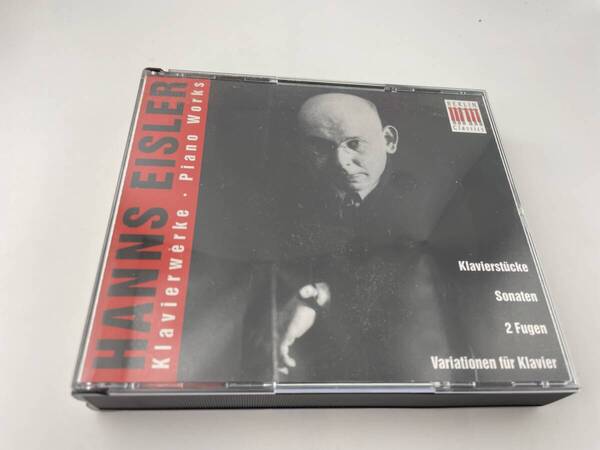 HANNS EISLER
Klavierwerke · Piano Works
BERLIN
Classics
Klavierstücke
Sonaten
2 Fugen
Variationen für Klavier